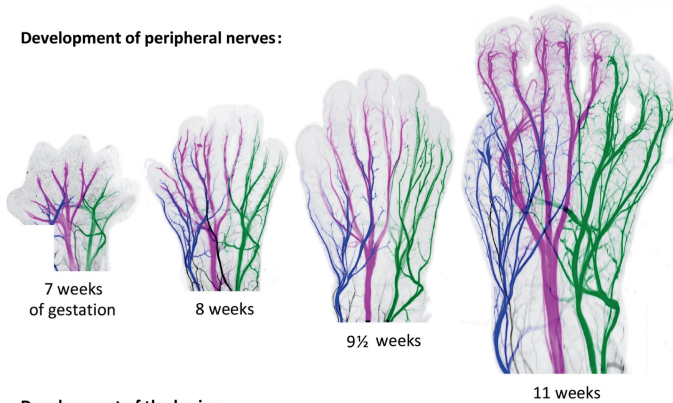 Development of peripheral nerves:
7 weeks
of gestation
8 weeks
9½ weeks
11 weeks